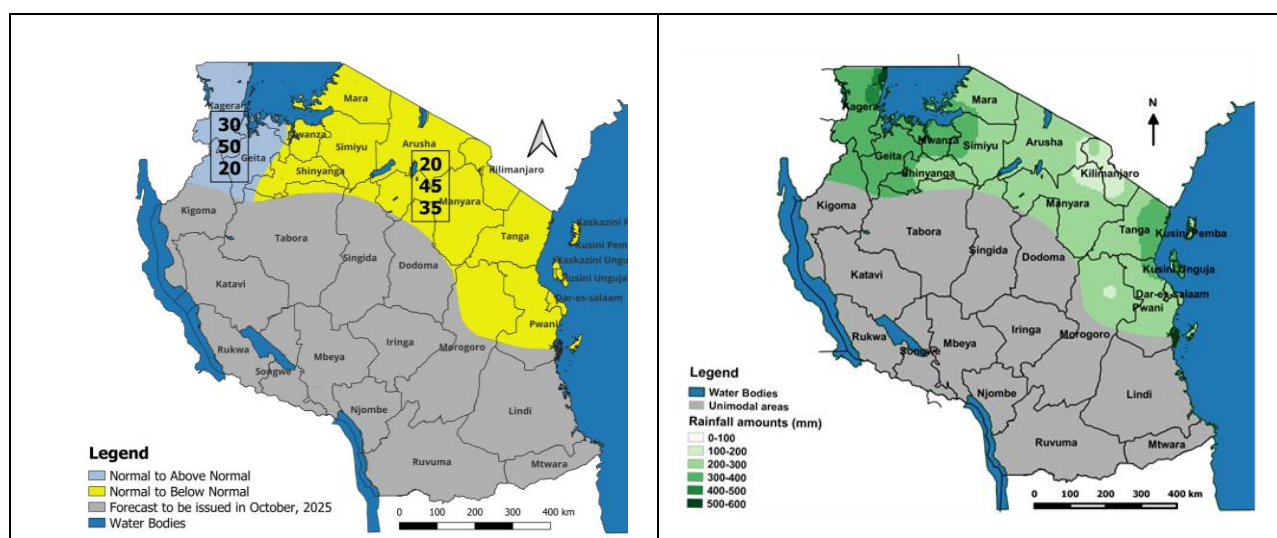 Kagera
30
50
20
Geita
Mwanza
Mara
Simiyu
Shinyanga
Arusha
20
45
35
Kilimanjaro
Manyara
Tanga
Kigoma
Tabora
Singida
Dodoma
Katavi
Kaskazini P
Kusini Pemb
Kaskazini Ungu
Kusini Unguja
Dar-es-salaam
Pwani
Rukwa
Mbeya
Iringa
Morogoro
Songwe
Njombe
Lindi
Ruvuma
Mtwara
Legend
Normal to Above Normal
Normal to Below Normal
Forecast to be issued in October, 2025
Water Bodies
0 100 200 300 400 km
N
Kagera
Mara
Mwanza
Geita
Simiyu
Arusha
Shinyanga
Kilimanjaro
Kigoma
Manyara
Tabora
Singida
Tanga
Kusini Pemba
Dodoma
Katavi
Kusini Unguja
Dar-es-salaam
Pwani
Iringa
Morogoro
Rukwa
Mbeya
Songwe
Njombe
Lindi
Ruvuma
Mtwara
Legend
Water Bodies
Unimodal areas
Rainfall amounts (mm)
0-100
100-200
200-300
300-400
400-500
500-600
0 100 200 300 400 km